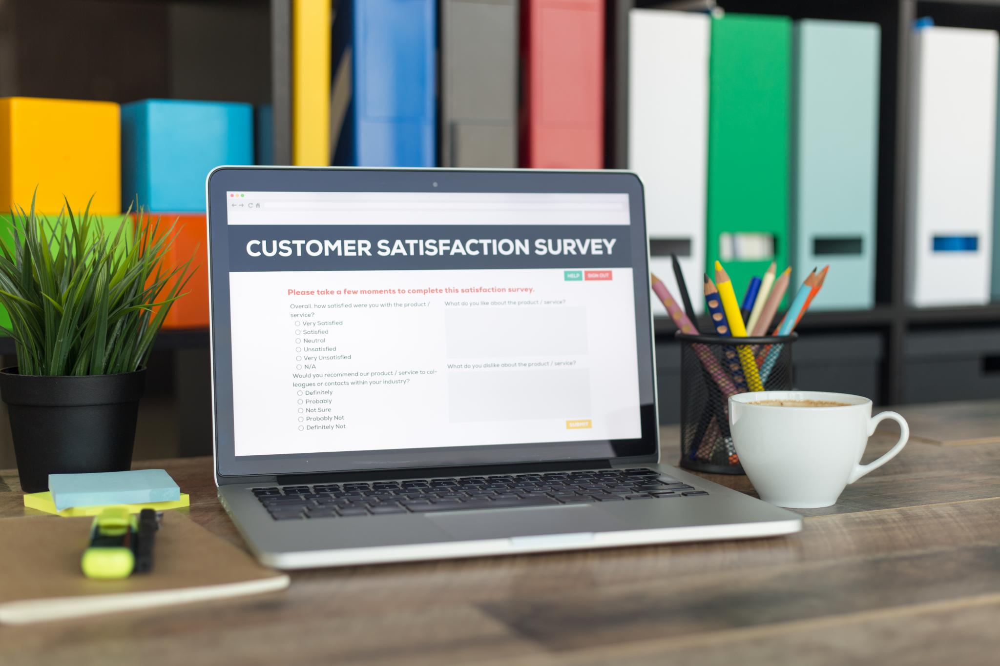 CUSTOMER SATISFACTION SURVEY
HELP
SIGN OUT
Please take a few moments to complete this satisfaction survey.
Overall, how satisfied were you with the product /
service?
Very Satisfied
Satisfied
Neutral
Unsatisfied
Very Unsatisfied
N/A
Would you recommend our product / service to col-
leagues or contacts within your industry?
Definitely
Probably
Not Sure
Probably Not
Definitely Not
What do you like about the product / service?
What do you dislike about the product / service?
SUBMIT